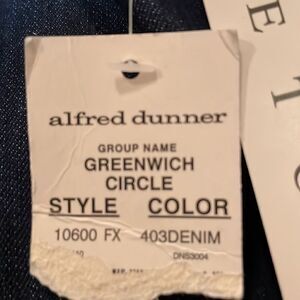 alfred dunner
GROUP NAME
GREENWICH
CIRCLE
STYLE COLOR
10600 FX 403DENIM
DNS3004
E T